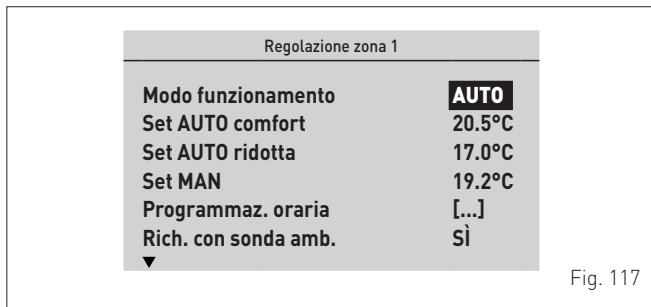 Regolazione zona 1
Modo funzionamento AUTO
Set AUTO comfort 20.5°C
Set AUTO ridotta 17.0°C
Set MAN 19.2°C
Programmaz. oraria [...]
Rich. con sonda amb. SÌ
▼
Fig. 117